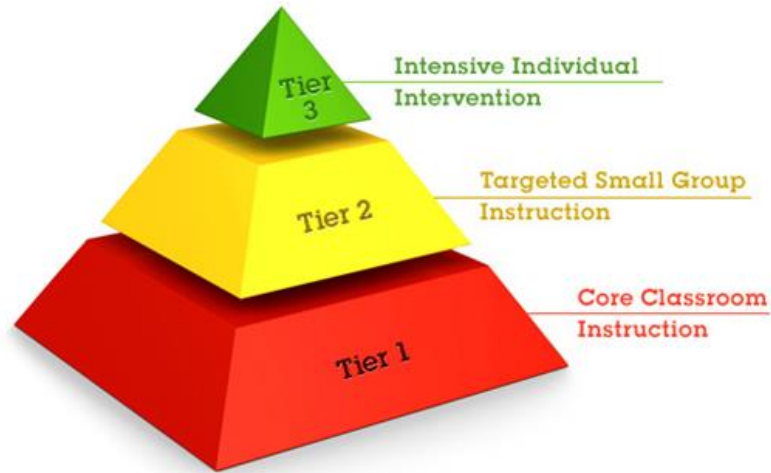 Tier
3
Intensive Individual
Intervention
Tier 2
Targeted Small Group
Instruction
Tier 1
Core Classroom
Instruction